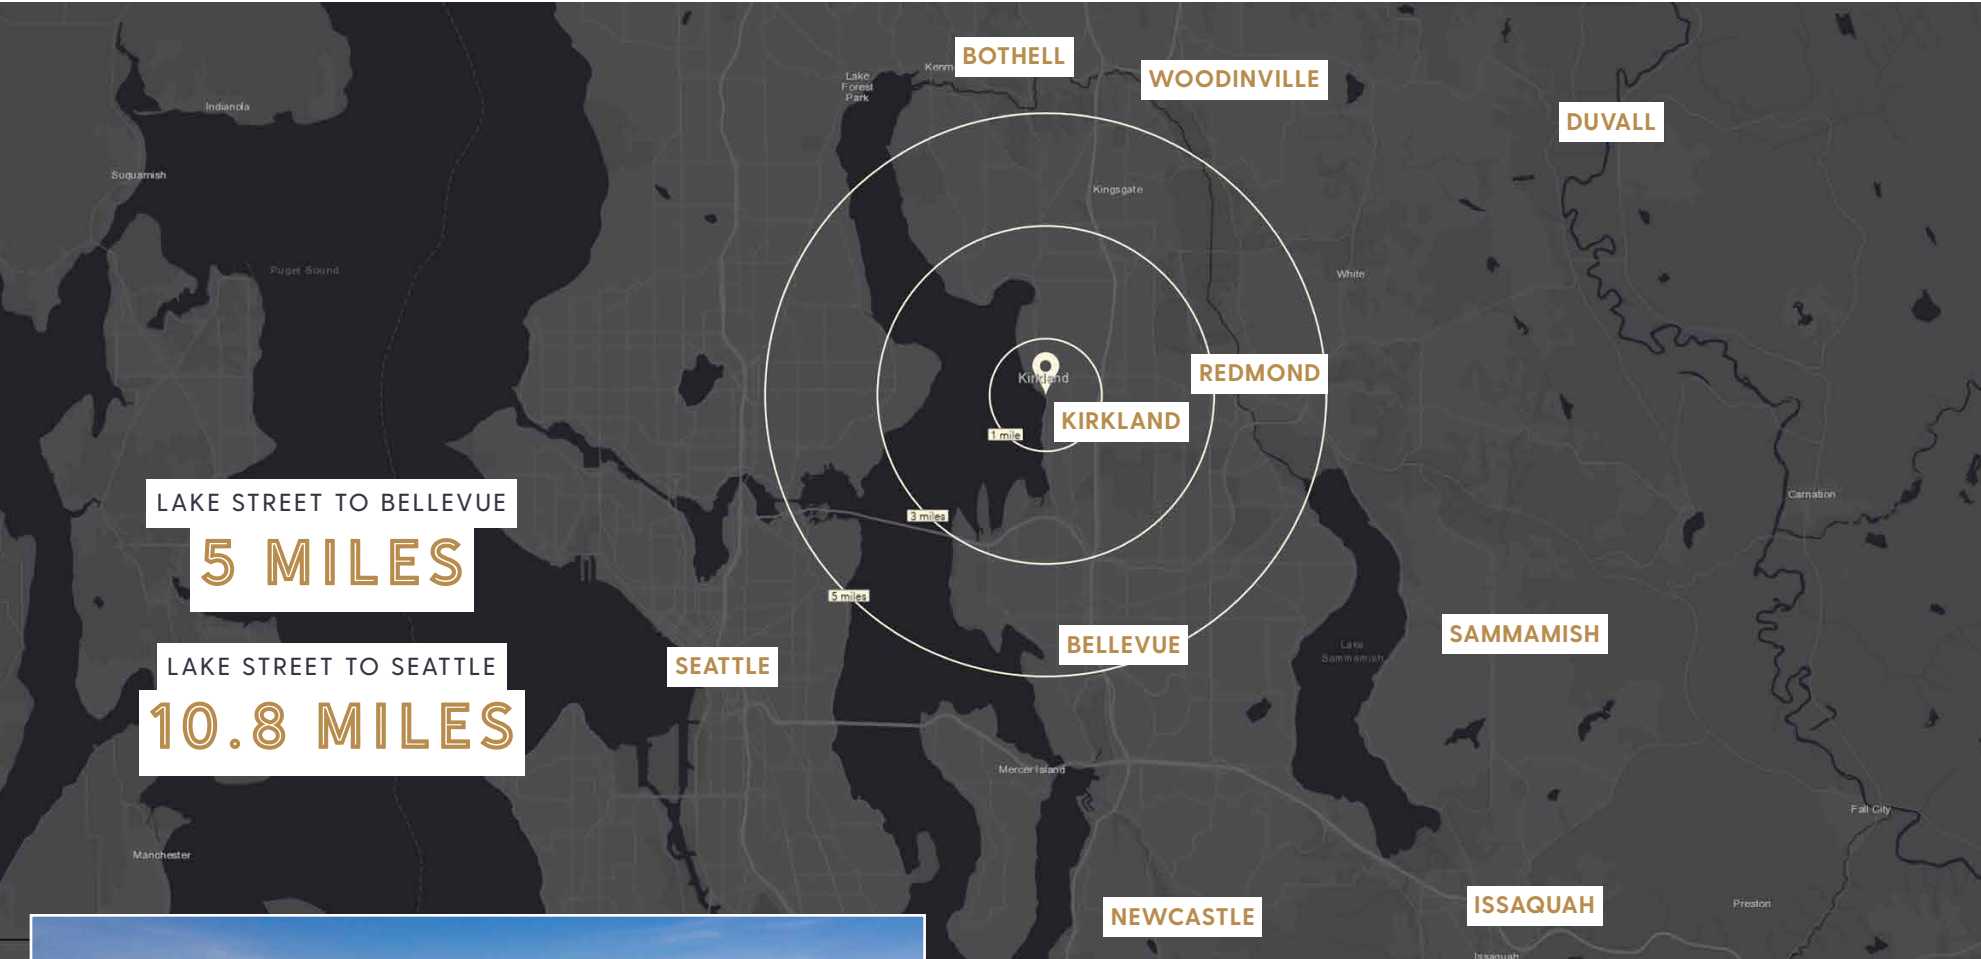 BOTHELL
WOODINVILLE
Lake
Forest
Park
Indianola
DUVALL
Suquamish
Kingsgate
Puget Sound
White
REDMOND
Kirkland
KIRKLAND
1 mile
LAKE STREET TO BELLEVUE
5 MILES
3 miles
Carnation
5 miles
LAKE STREET TO SEATTLE
10.8 MILES
SEATTLE
BELLEVUE
Lake
Sammamish
SAMMAMISH
Mercer Island
Fall City
Manchester
NEWCASTLE
ISSAQUAH
Preston
Issaquah